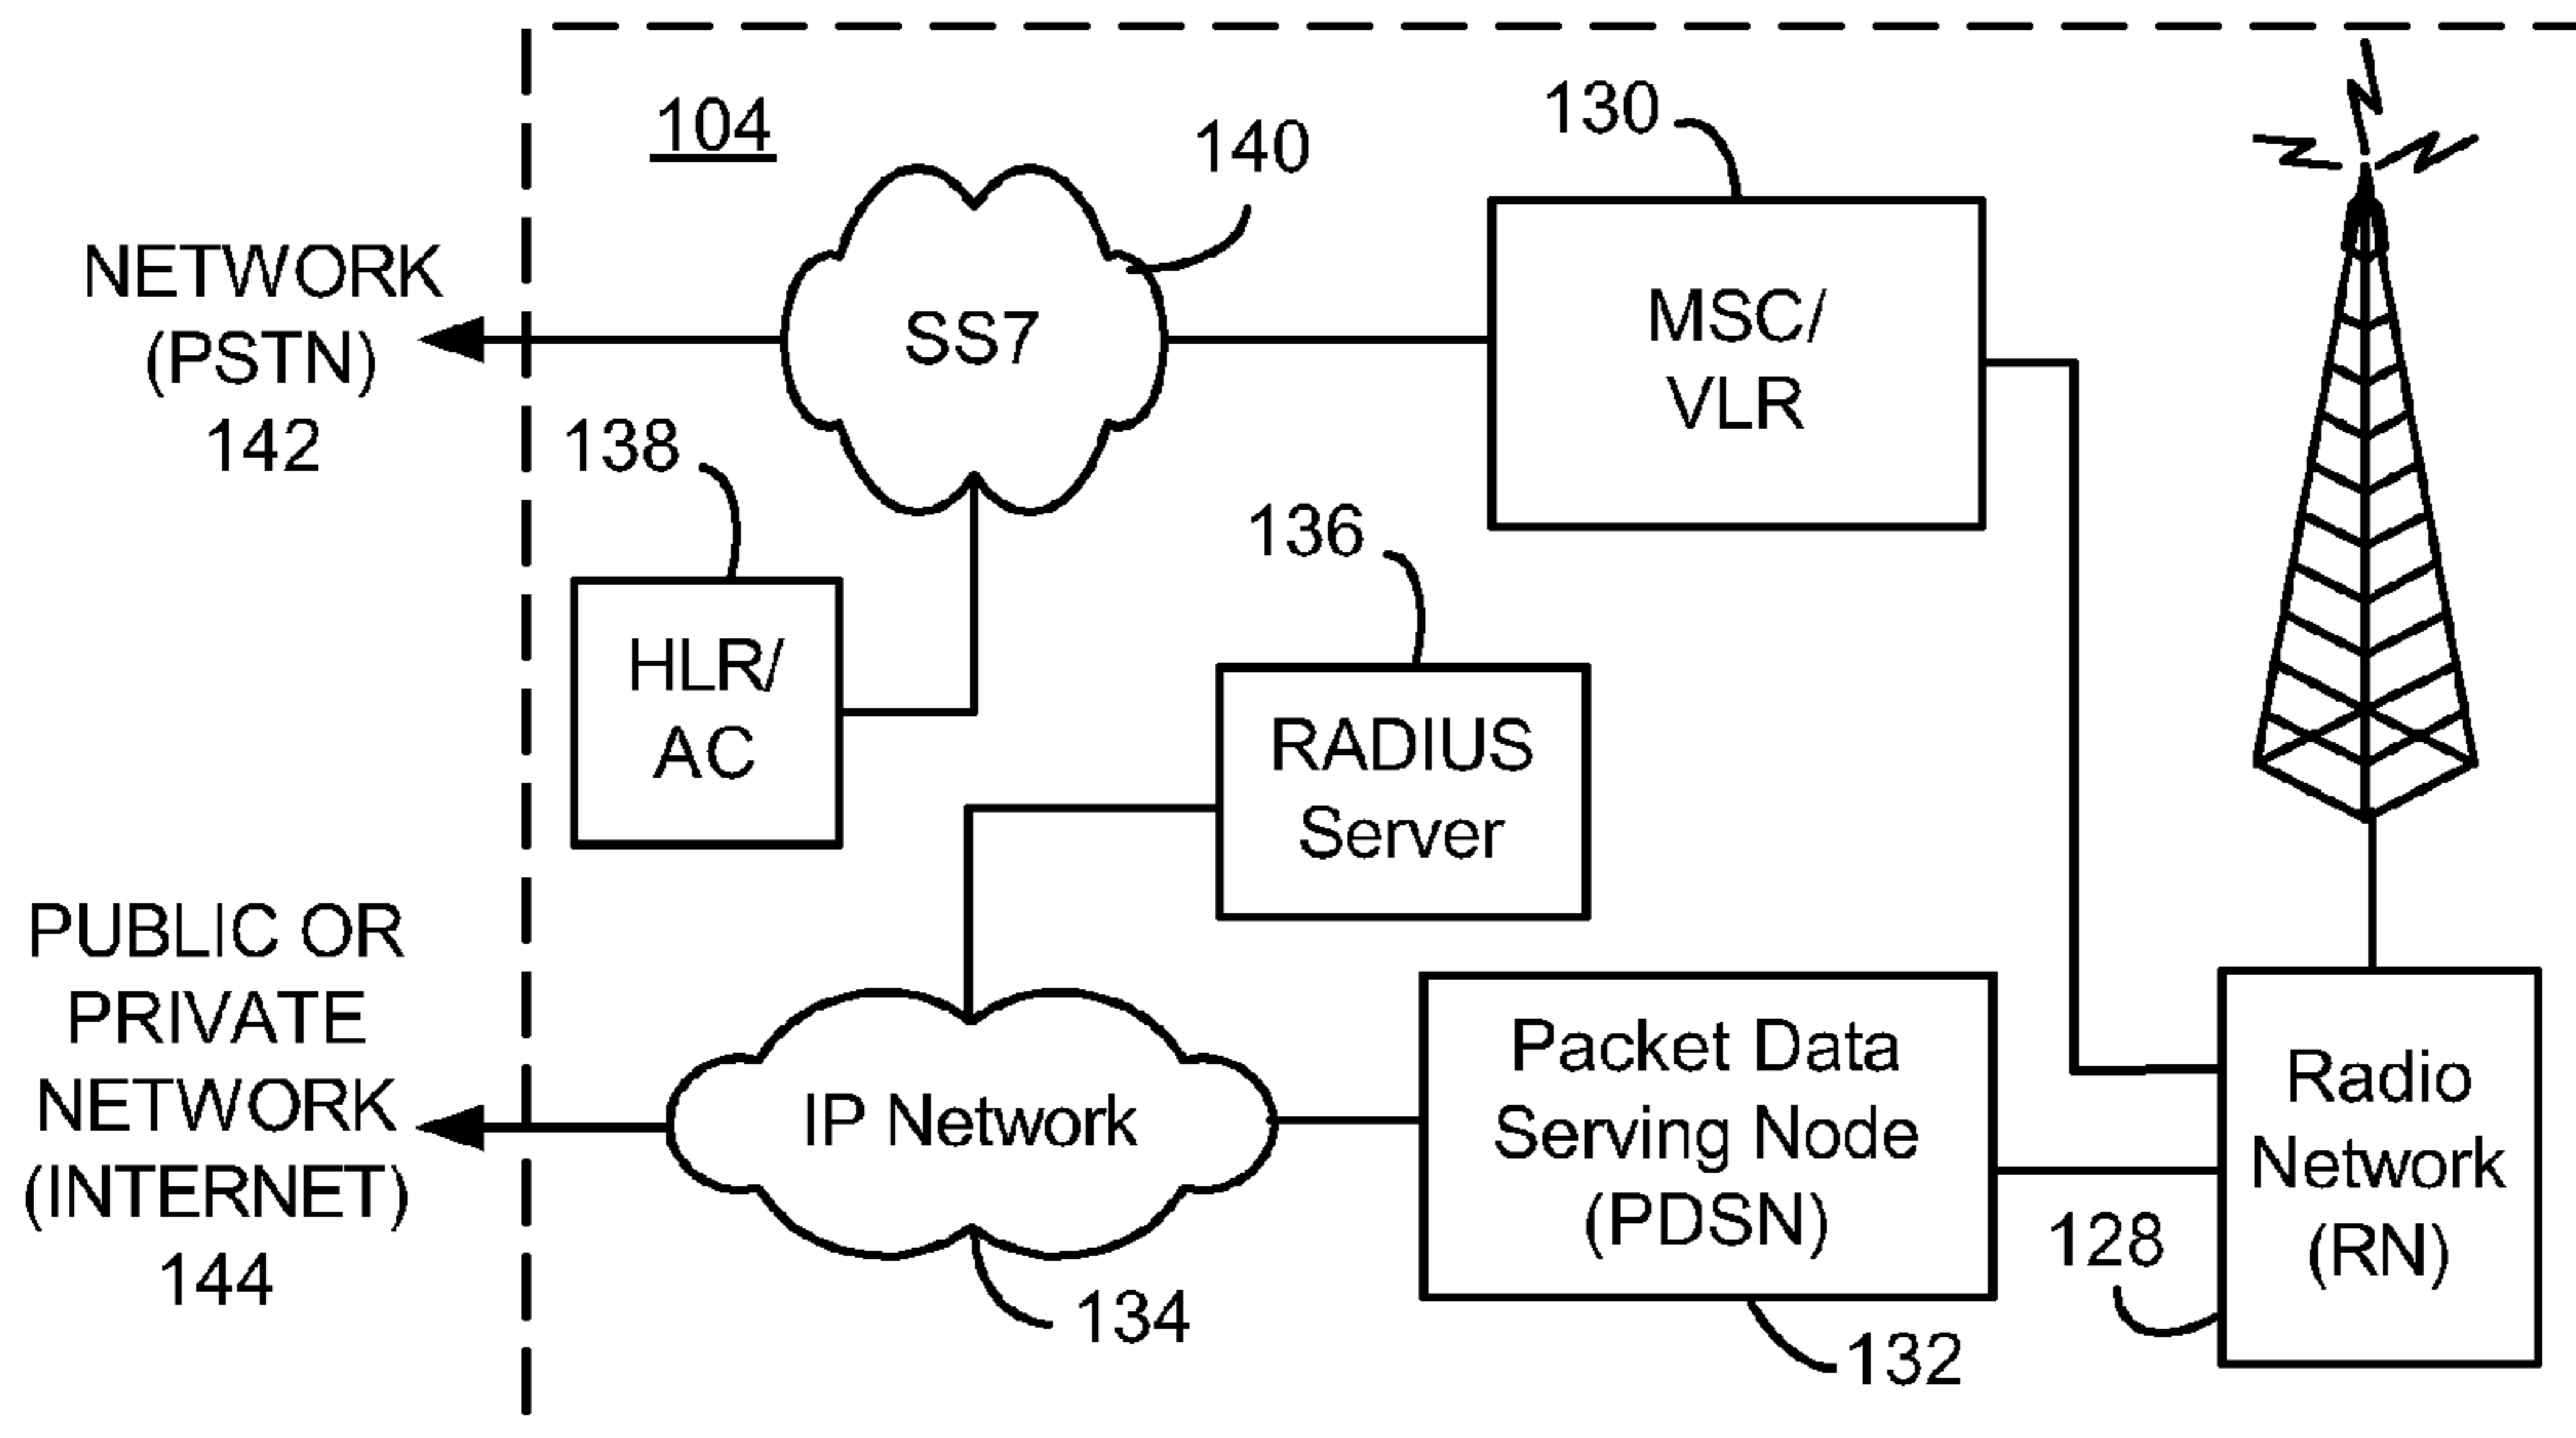 104
140
130
NETWORK
(PSTN)
142
SS7
MSC/
VLR
138
136
HLR/
AC
RADIUS
Server
PUBLIC OR
PRIVATE
NETWORK
(INTERNET)
144
IP Network
134
Packet Data
Serving Node
(PDSN)
132
128
Radio
Network
(RN)